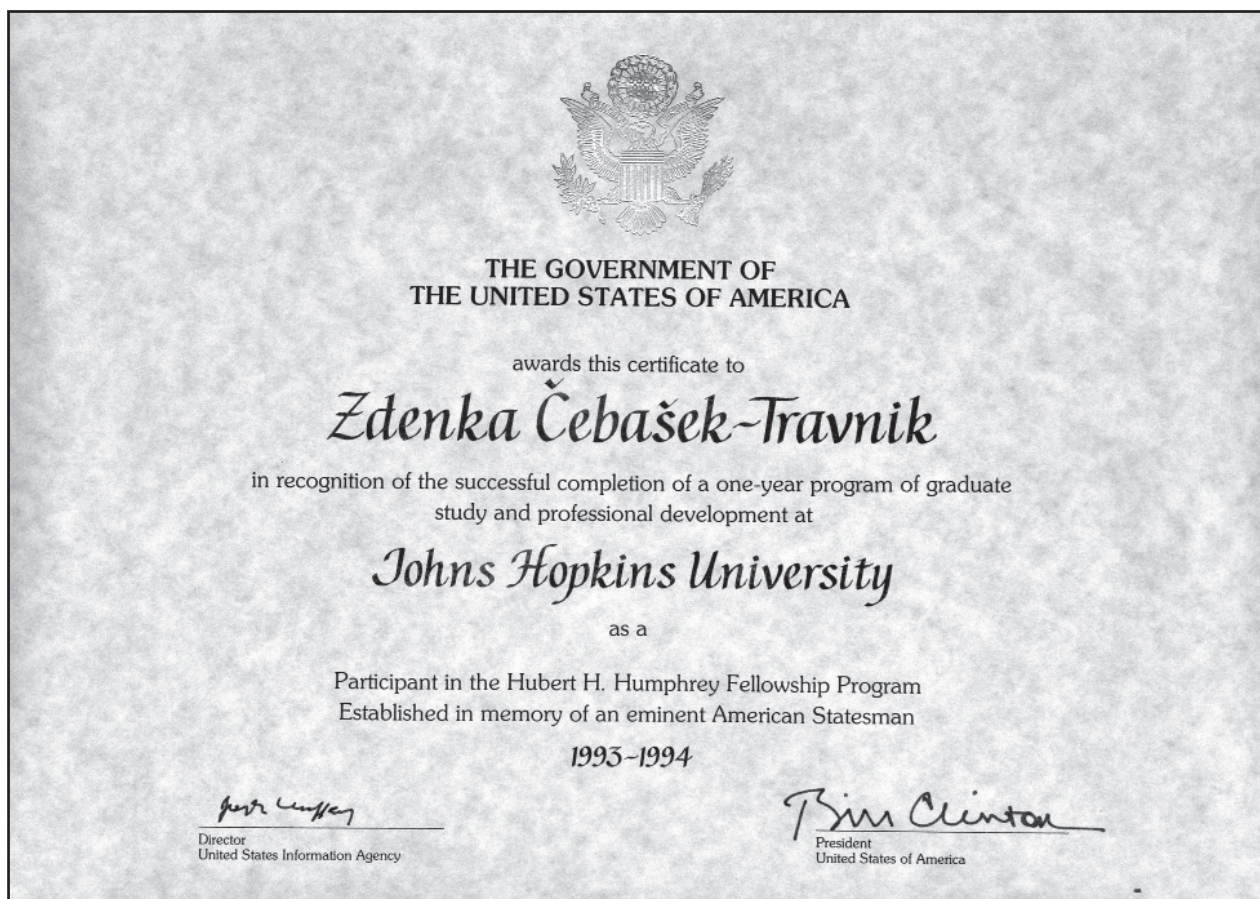 THE GOVERNMENT OF
THE UNITED STATES OF AMERICA
awards this certificate to
Zdenka Čebašek-Travnik
in recognition of the successful completion of a one-year program of graduate
study and professional development at
Johns Hopkins University
as a
Participant in the Hubert H. Humphrey Fellowship Program
Established in memory of an eminent American Statesman
1993-1994
Director
United States Information Agency
Bill Clinton
President
United States of America